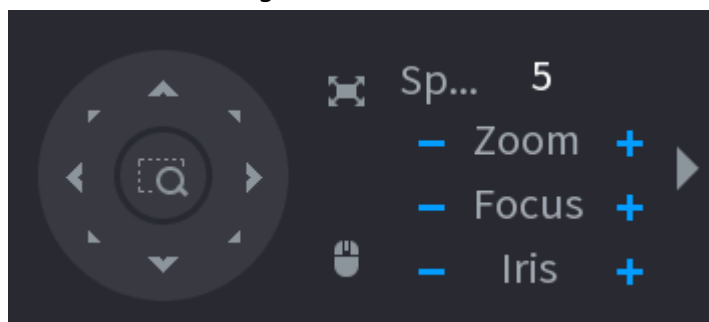 Sp... 5
– Zoom +
– Focus +
– Iris +